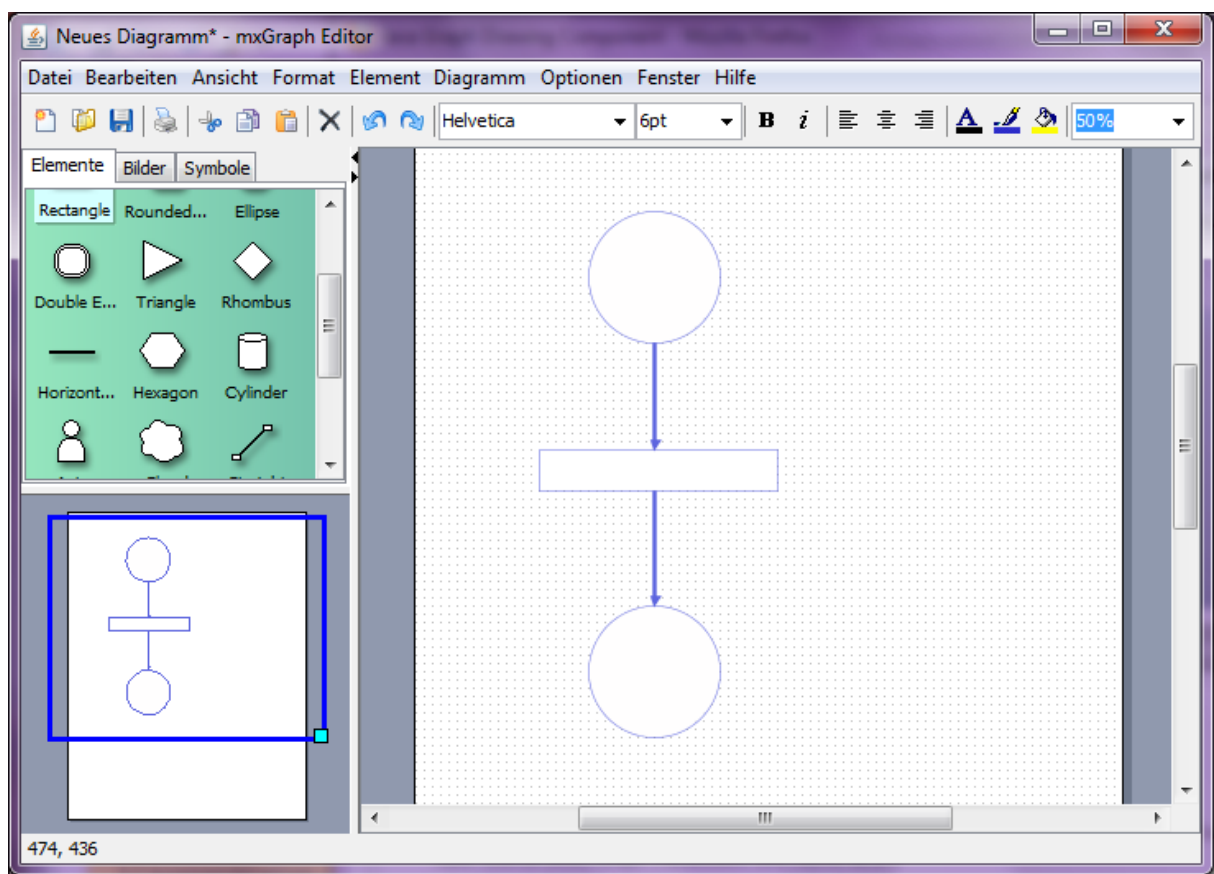 Neues Diagramm* - mxGraph Editor
Datei Bearbeiten Ansicht Format Element Diagramm Optionen Fenster Hilfe
Helvetica 6pt B i A 50%
Elemente Bilder Symbole
Rectangle Rounded... Ellipse
Double E... Triangle Rhombus
Horizont... Hexagon Cylinder
474, 436